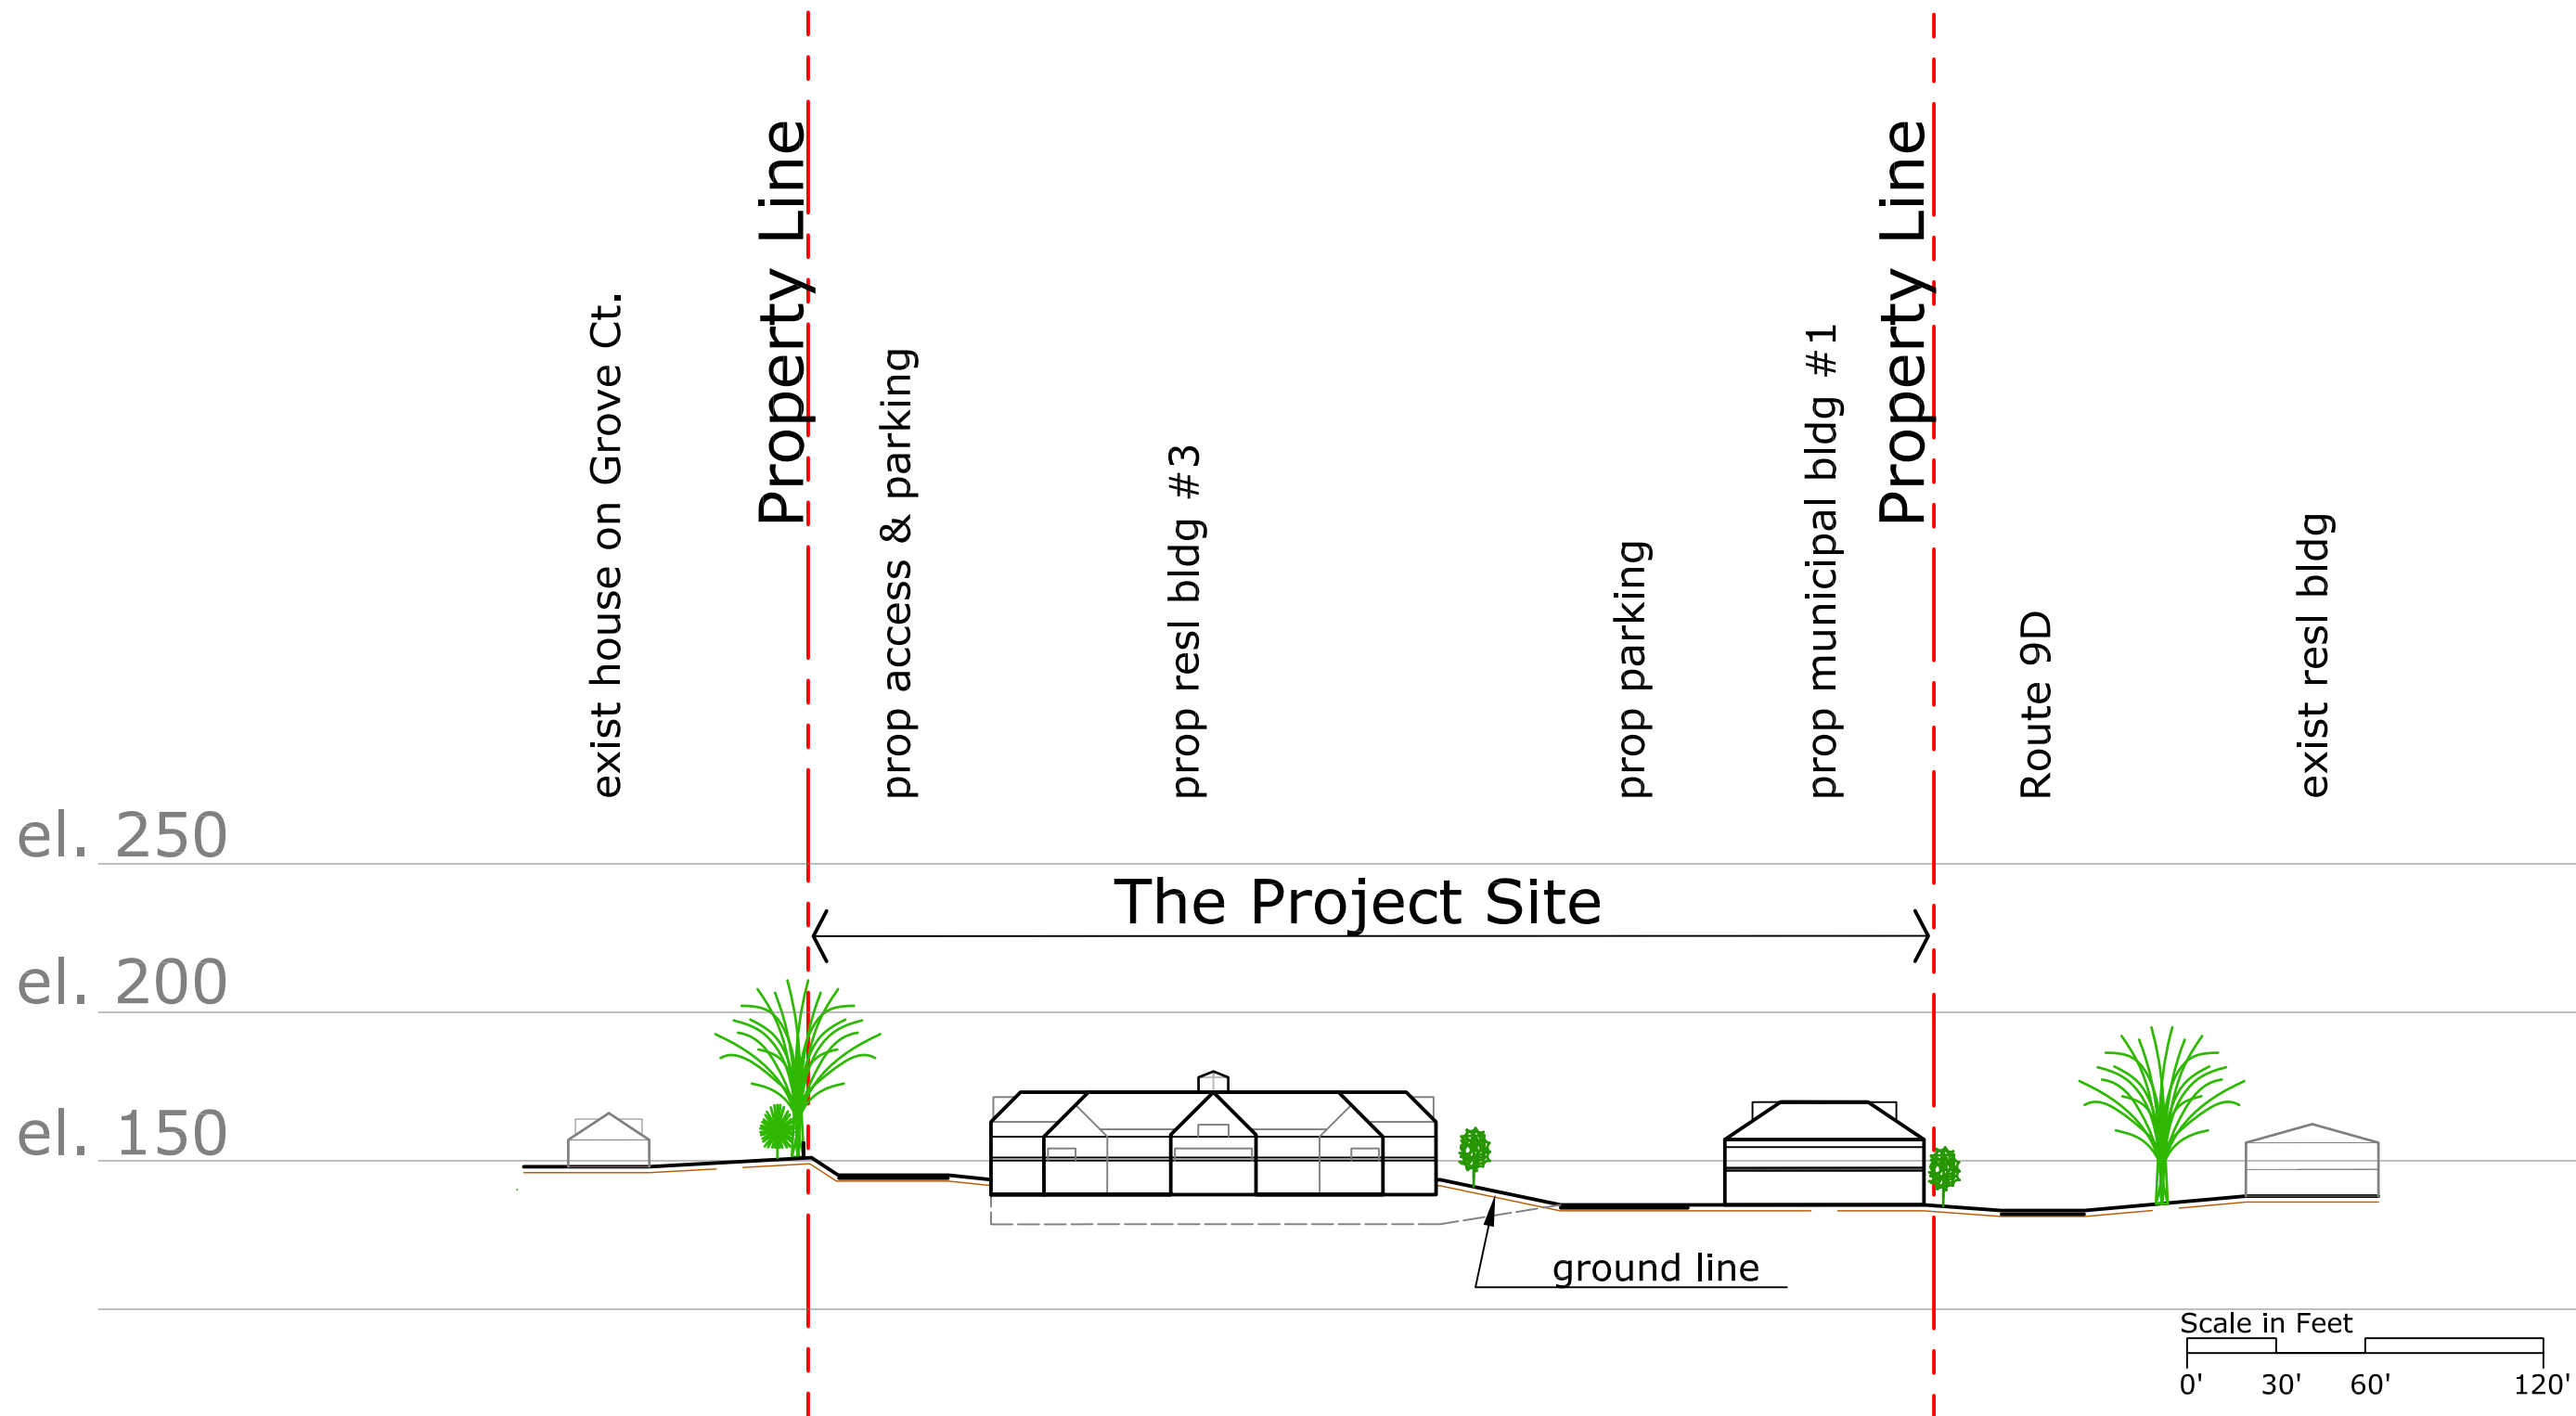 exist house on Grove Ct.
Property Line
prop access & parking
prop resl bldg #3
prop parking
prop municipal bldg #1
Property Line
Route 9D
exist resl bldg
el. 250
The Project Site
el. 200
el. 150
ground line
Scale in Feet
0' 30' 60' 120'